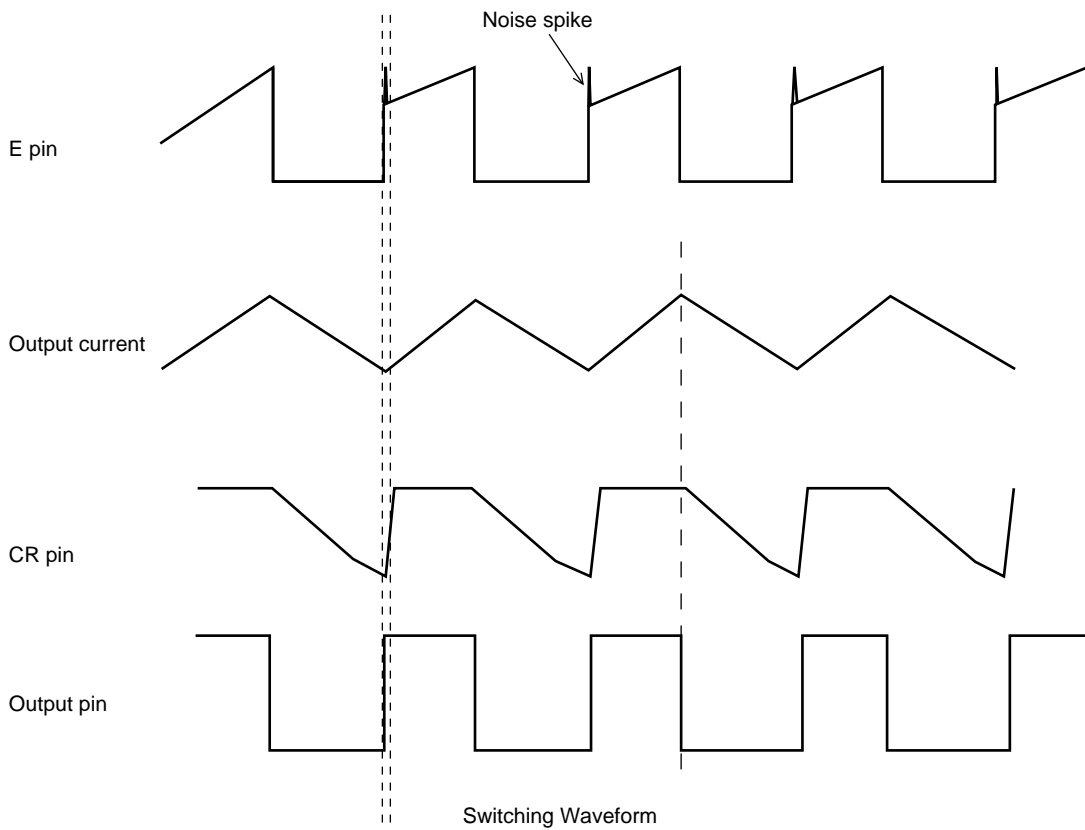 Noise spike
E pin
Output current
CR pin
Output pin
Switching Waveform